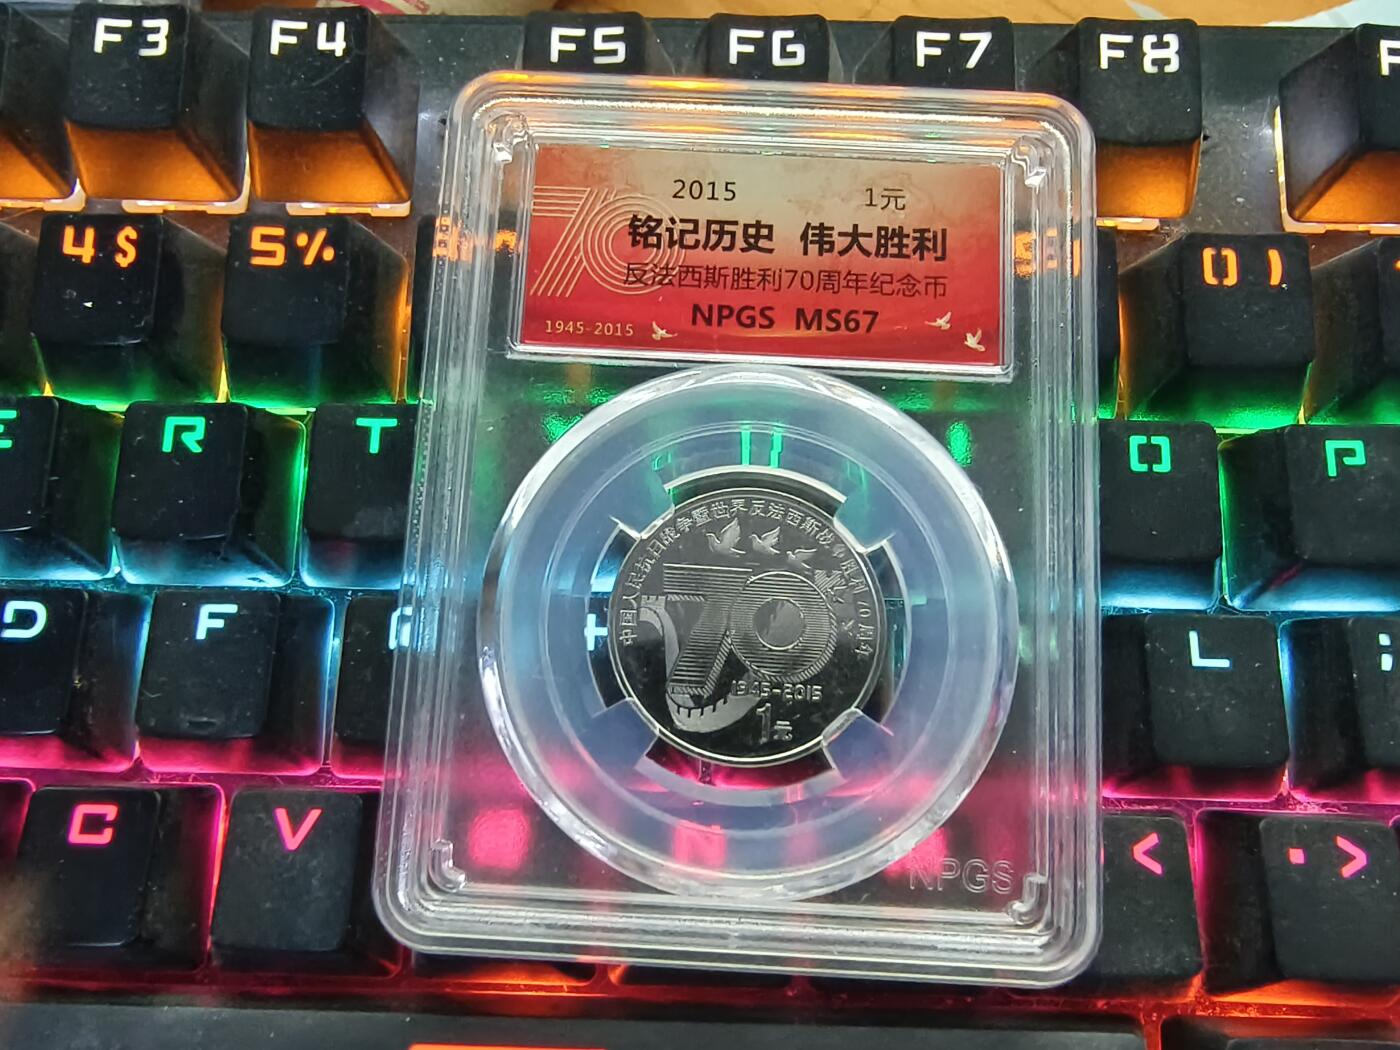 F3 F4 F5 F6 F7 F8
2015 1元
铭记历史 伟大胜利
反法西斯胜利70周年纪念币
NPGS MS67
1945-2015
4 $ 5 % 0 )
E R T O P
中国人民抗日战争暨世界反法西斯战争胜利70周年
70
1945-2015
1元
D F L ;
C V < . >
NPGS